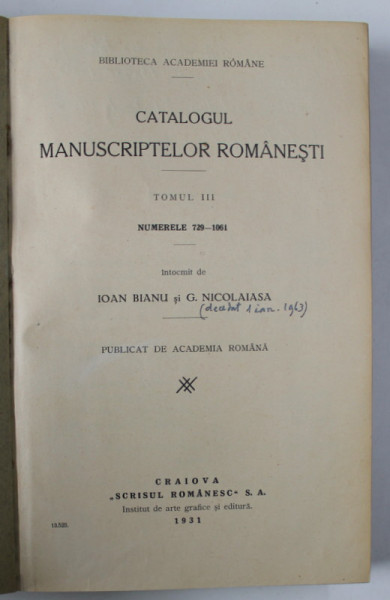 BIBLIOTECA ACADEMIEI ROMÂNE
CATALOGUL
MANUSCRIPTELOR ROMÂNEȘTI
TOMUL III
NUMERELE 729—1061
întocmit de
IOAN BIANU și G. NICOLAIASA
(decedat 1 ian. 1963)
PUBLICAT DE ACADEMIA ROMÂNĂ
CRAIOVA
„SCRISUL ROMÂNESC“ S. A.
Institut de arte grafice și editură.
1931